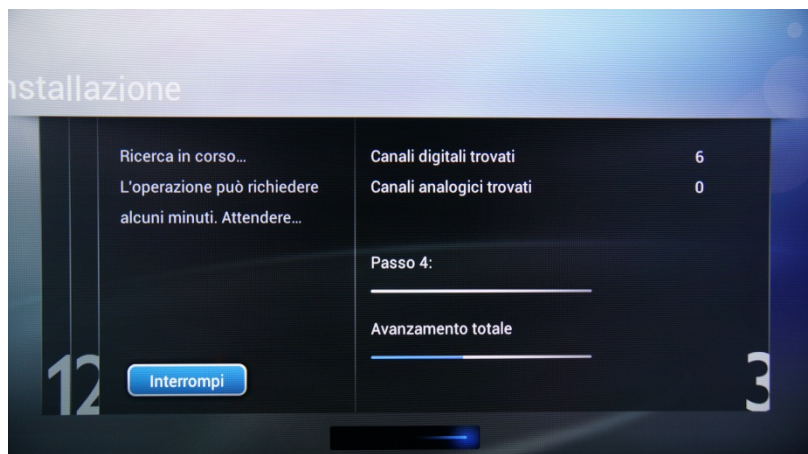 nstallazione
Ricerca in corso...
L'operazione può richiedere
alcuni minuti. Attendere...
Canali digitali trovati 6
Canali analogici trovati 0
Passo 4:
Avanzamento totale
Interrompi
12
3